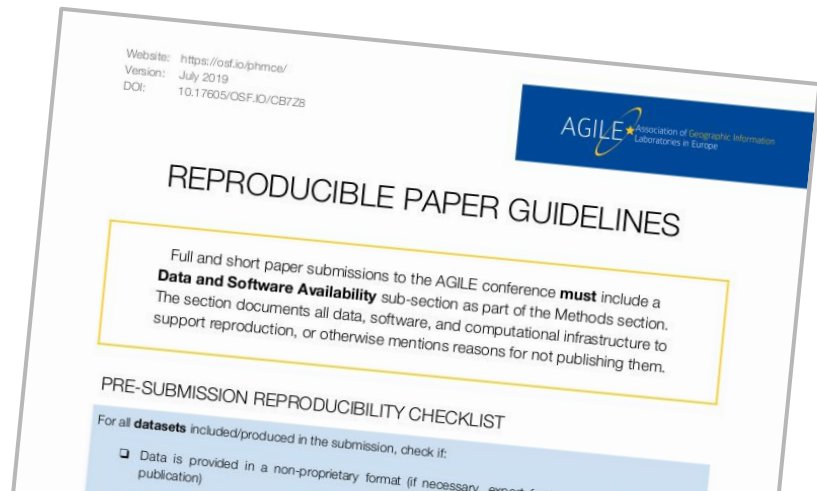 Website: https://osf.io/phmce/
Version: July 2019
DOI: 10.17605/OSF.IO/CB7Z8
AGILE Association of Geographic Information
Laboratories in Europe
REPRODUCIBLE PAPER GUIDELINES
Full and short paper submissions to the AGILE conference must include a
Data and Software Availability sub-section as part of the Methods section.
The section documents all data, software, and computational infrastructure to
support reproduction, or otherwise mentions reasons for not publishing them.
PRE-SUBMISSION REPRODUCIBILITY CHECKLIST
For all datasets included/produced in the submission, check if:
❏ Data is provided in a non-proprietary format (if necessary
publication)